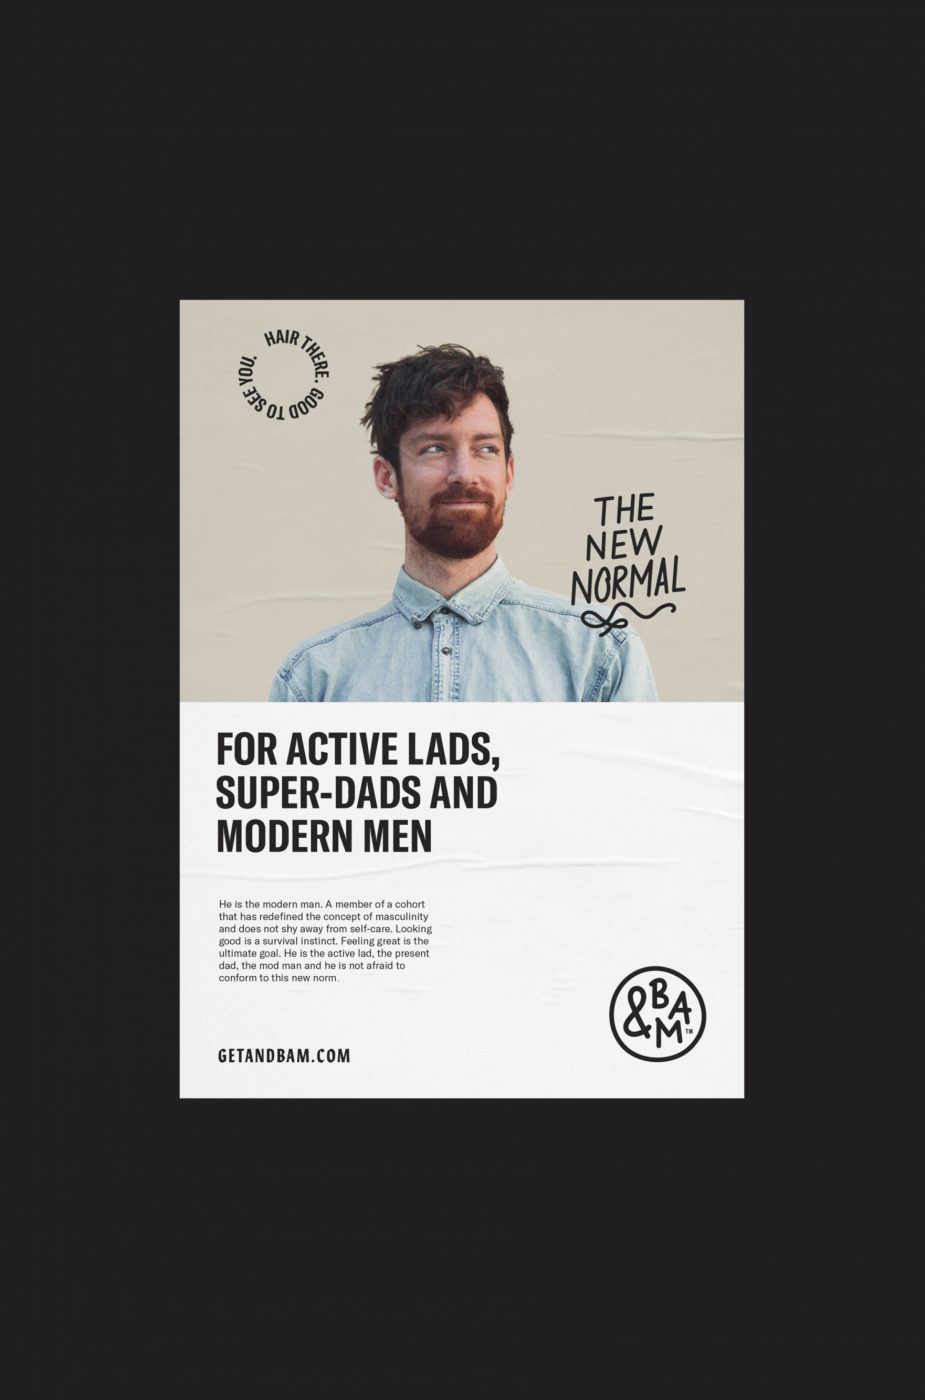 HAIR THERE. GOOD TO SEE YOU.
THE
NEW
NORMAL
FOR ACTIVE LADS,
SUPER-DADS AND
MODERN MEN
He is the modern man. A member of a cohort
that has redefined the concept of masculinity
and does not shy away from self-care. Looking
good is a survival instinct. Feeling great is the
ultimate goal. He is the active lad, the present
dad, the mod man and he is not afraid to
conform to this new norm.
&BAM™
GETANDBAM.COM